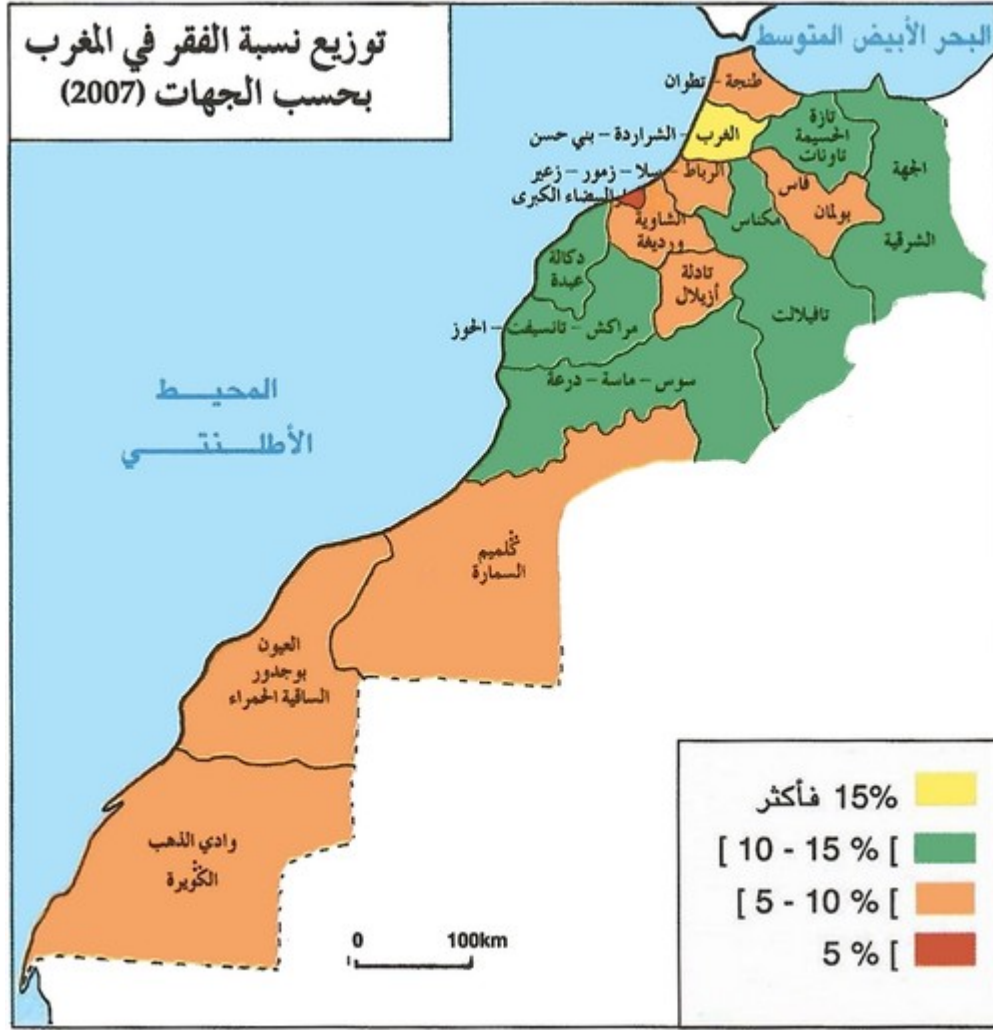 توزيع نسبة الفقر في المغرب
بحسب الجهات (2007)
البحر الأبيض المتوسط
طنجة - تطوان
الغرب - الشراردة - بني حسن
تازة
الحسيمة
تاونات
الجهة
الشرقية
الرباط - سلا - زمور - زعير
فاس
بولمان
الدار البيضاء الكبرى
مكناس
تافيلالت
الشاوية
ورديغة
دكالة
عبدة
تادلة
أزيلال
مراكش - تانسيفت - الحوز
سوس - ماسة - درعة
المحيط
الأطلنتي
ݣلميم
السمارة
العيون
بوجدور
الساقية الحمراء
وادي الذهب
الݣويرة
15% فأكثر
[ 10 - 15 % [
[ 5 - 10 % [
] 5 %
0 100km